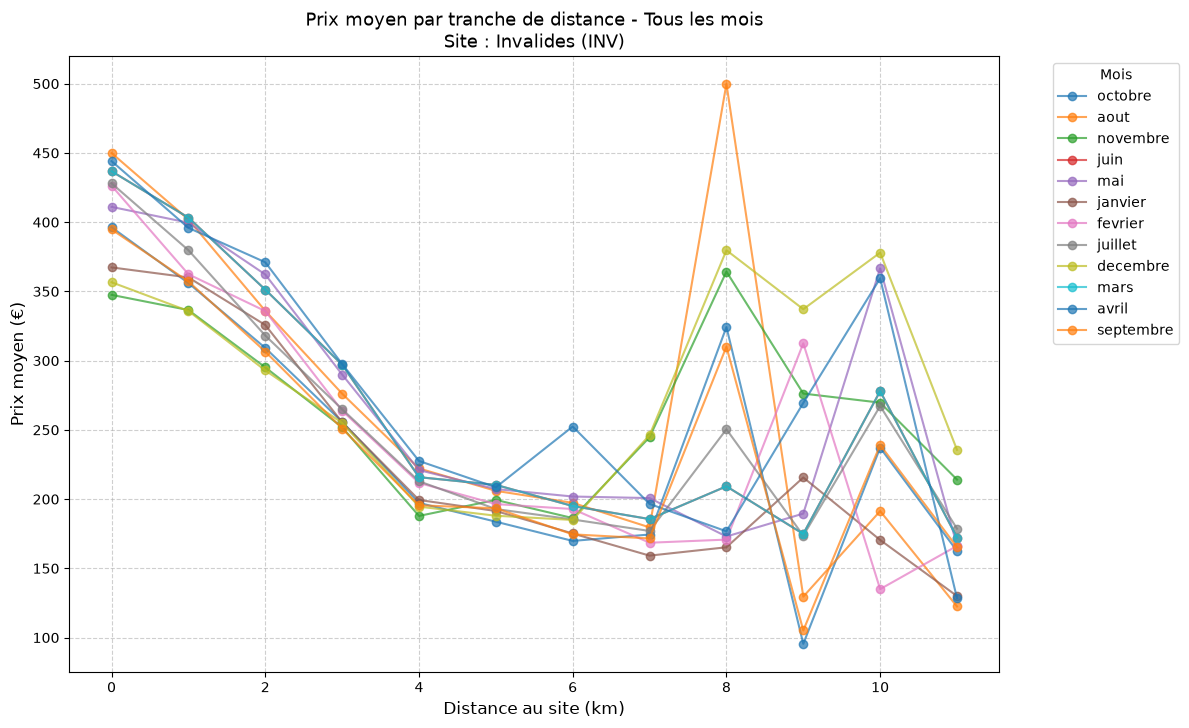 Prix moyen par tranche de distance - Tous les mois
Site : Invalides (INV)
Prix moyen (€)
500
450
400
350
300
250
200
150
100
0
2
4
6
8
10
Distance au site (km)
Mois
octobre
aout
novembre
juin
mai
janvier
fevrier
juillet
decembre
mars
avril
septembre